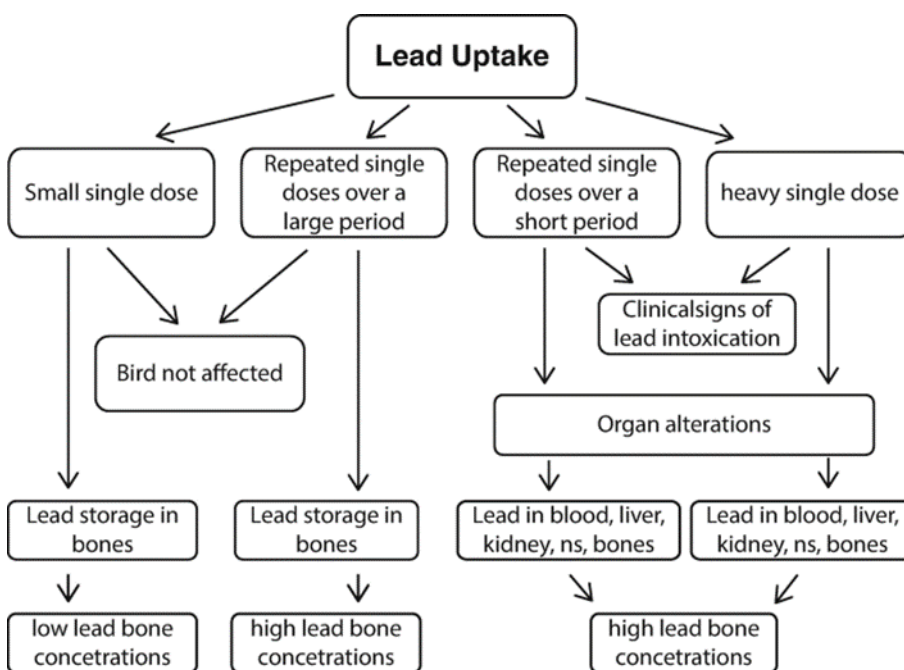 Lead Uptake
Small single dose
Repeated single
doses over a
large period
Repeated single
doses over a
short period
heavy single dose
Clinicalsigns of
lead intoxication
Bird not affected
Organ alterations
Lead storage in
bones
Lead storage in
bones
Lead in blood, liver,
kidney, ns, bones
Lead in blood, liver,
kidney, ns, bones
low lead bone
concetrations
high lead bone
concetrations
high lead bone
concetrations